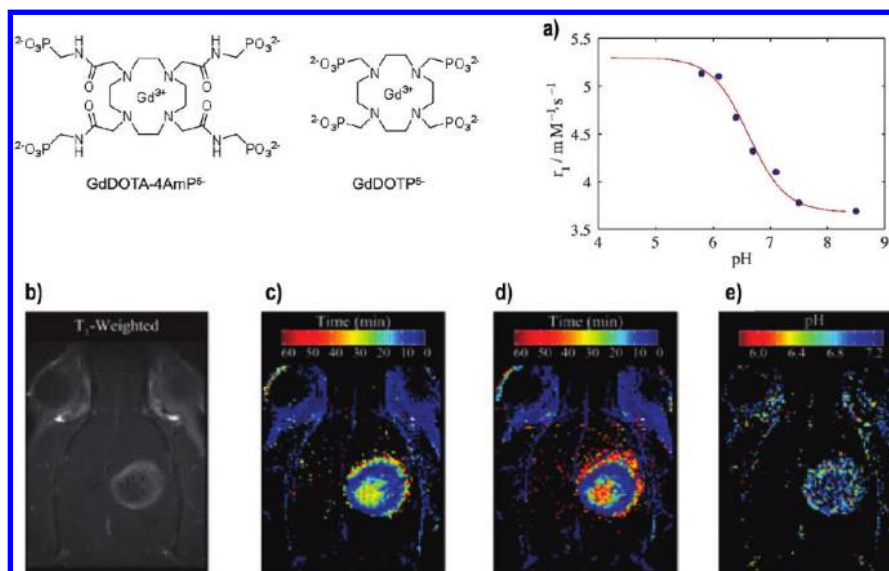 2-O₃P PO₃²⁻ 2-O₃P PO₃²⁻
N H H N
O N N O N N
Gd³⁺ Gd³⁺
O N N O N N
N H H N
2-O₃P PO₃²⁻ 2-O₃P PO₃²⁻
GdDOTA-4AmP⁵⁻ GdDOTP⁵⁻
a)
5.5
5
4.5
4
3.5
r₁ / mM⁻¹s⁻¹
4 5 6 7 8 9
pH
b) c) d) e)
T₁-Weighted
Time (min)
60 50 40 30 20 10 0
Time (min)
60 50 40 30 20 10 0
pH
6.0 6.4 6.8 7.2